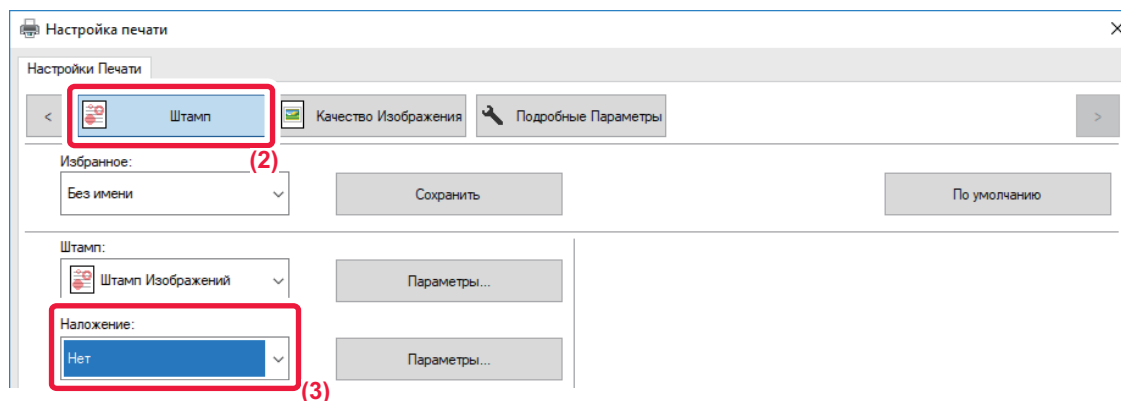 Настройка печати
Настройки Печати
< Штамп Качество Изображения Подробные Параметры >
(2)
Избранное:
Без имени Сохранить По умолчанию
Штамп:
Штамп Изображений Параметры...
Наложение:
Нет Параметры...
(3)